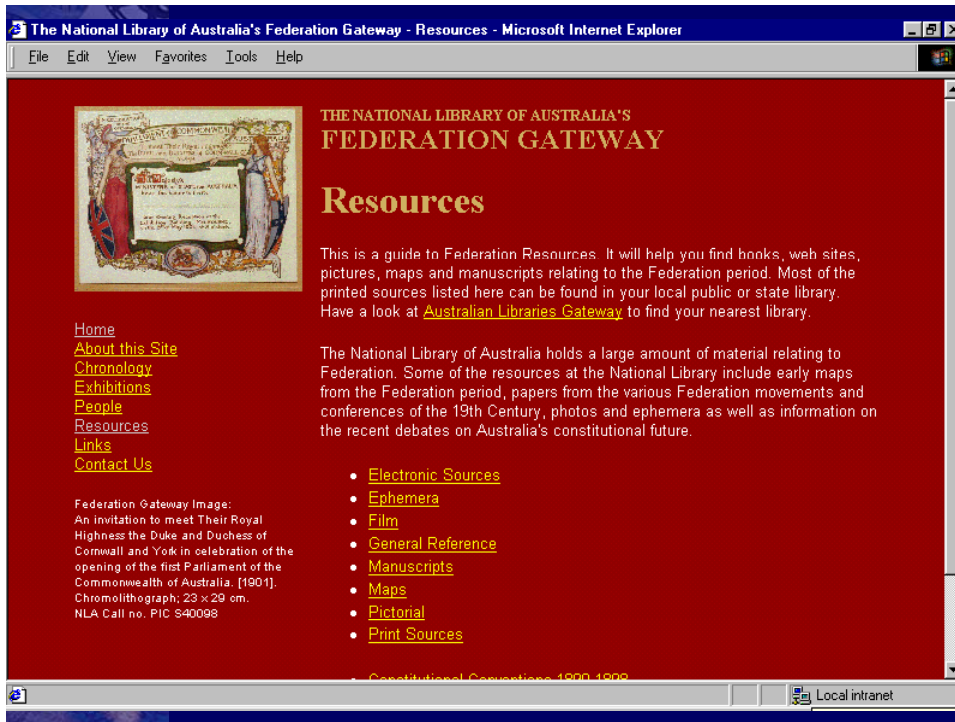 The National Library of Australia's Federation Gateway - Resources - Microsoft Internet Explorer
File Edit View Favorites Tools Help
THE NATIONAL LIBRARY OF AUSTRALIA'S
FEDERATION GATEWAY
Resources
This is a guide to Federation Resources. It will help you find books, web sites,
pictures, maps and manuscripts relating to the Federation period. Most of the
printed sources listed here can be found in your local public or state library.
Have a look at Australian Libraries Gateway to find your nearest library.
The National Library of Australia holds a large amount of material relating to
Federation. Some of the resources at the National Library include early maps
from the Federation period, papers from the various Federation movements and
conferences of the 19th Century, photos and ephemera as well as information on
the recent debates on Australia's constitutional future.
Electronic Sources
Ephemera
Film
General Reference
Manuscripts
Maps
Pictorial
Print Sources
Constitutional Conventions 1890-1898
Home
About this Site
Chronology
Exhibitions
People
Resources
Links
Contact Us
Federation Gateway Image:
An invitation to meet Their Royal
Highness the Duke and Duchess of
Cornwall and York in celebration of the
opening of the first Parliament of the
Commonwealth of Australia. [1901].
Chromolithograph; 23 x 29 cm.
NLA Call no. PIC S40098
Local intranet